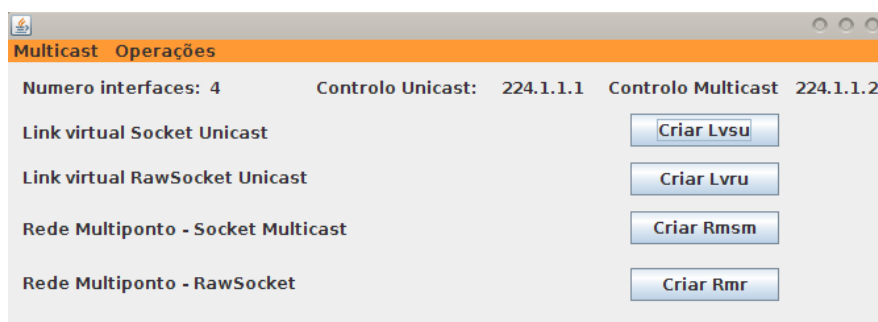 Multicast Operações
Numero interfaces: 4 Controlo Unicast: 224.1.1.1 Controlo Multicast 224.1.1.2
Link virtual Socket Unicast Criar Lvsu
Link virtual RawSocket Unicast Criar Lvru
Rede Multiponto - Socket Multicast Criar Rmsm
Rede Multiponto - RawSocket Criar Rmr